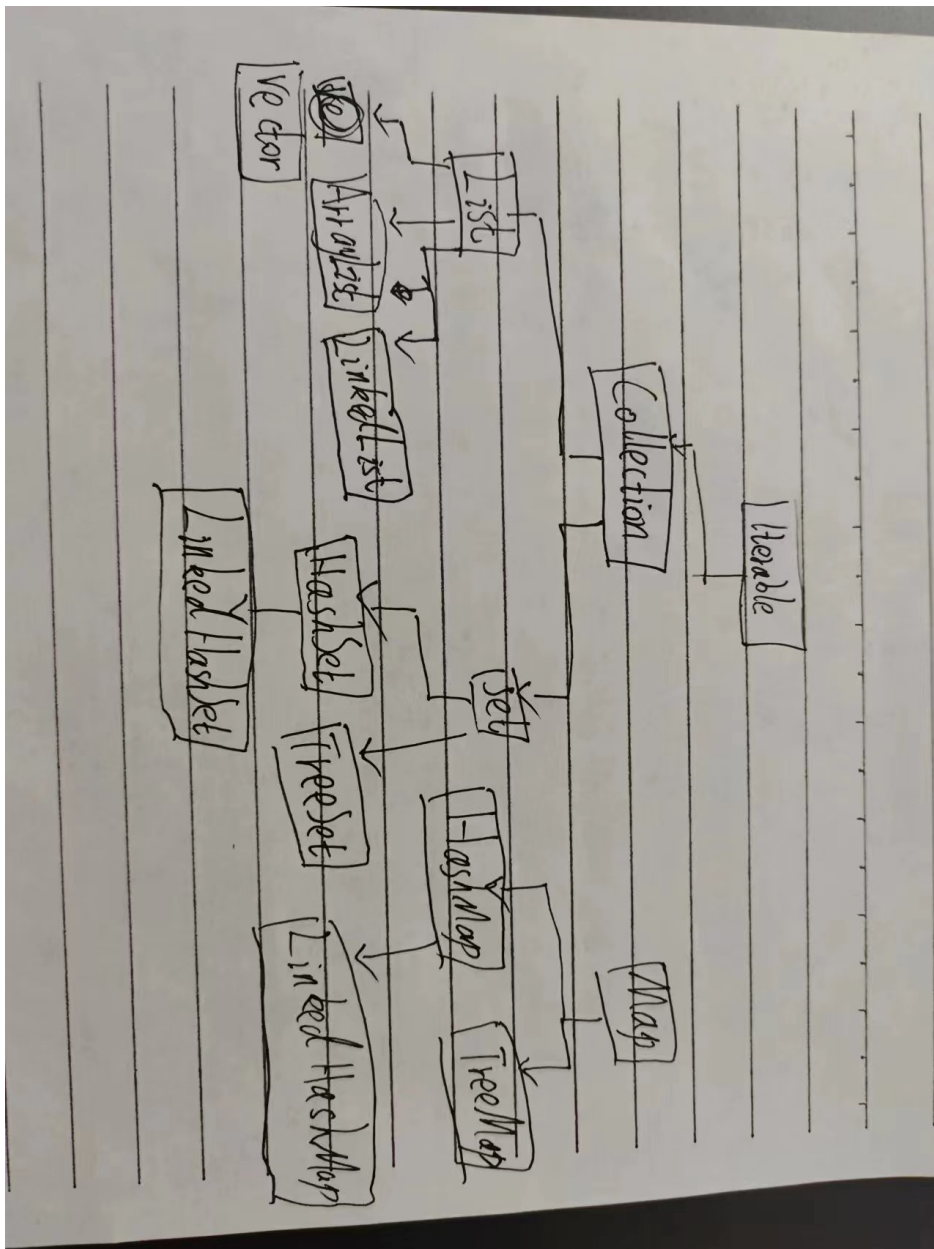 Iterable
Collection
Map
List
Set
HashMap
TreeMap
Vector
ArrayList
LinkedList
HashSet
TreeSet
LinkedHashMap
LinkedHashSet